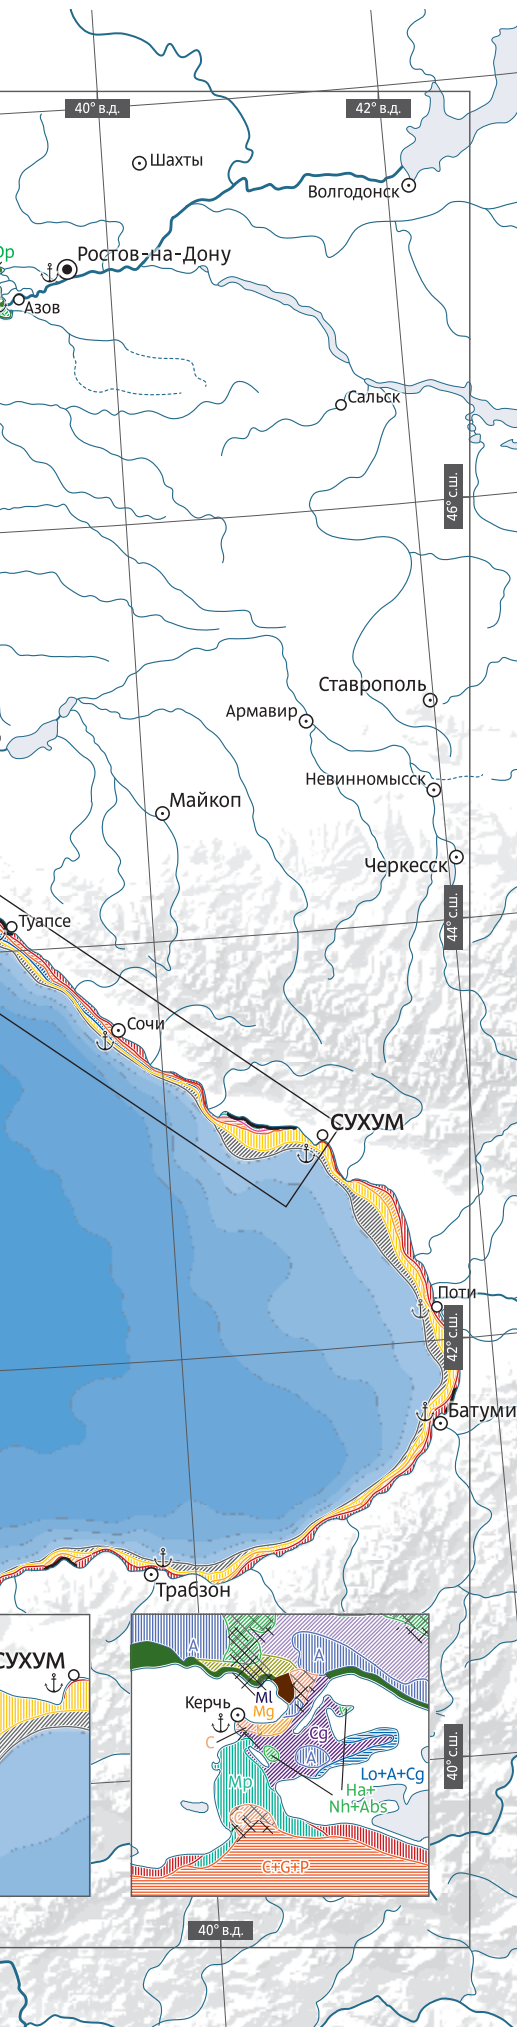 40° в.д.
42° в.д.
Шахты
Волгодонск
Ор
Ростов-на-Дону
Азов
Сальск
46° с.ш.
Ставрополь
Армавир
Невинномысск
Майкоп
Черкесск
44° с.ш.
Туапсе
Сочи
СУХУМ
Поти
42° с.ш.
Батуми
Трабзон
СУХУМ
A
A
Керчь
Ml
Mg
C
Cg
A
40° с.ш.
Lo+A+Cg
Mp
Ha+
Nh+Abs
C+G+P
40° в.д.